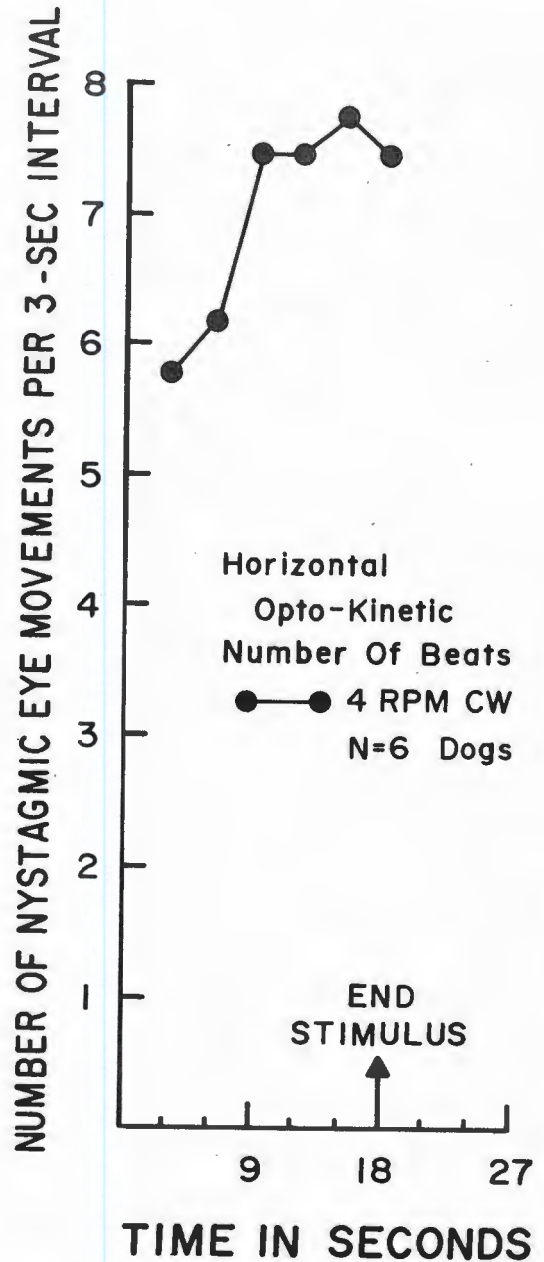 NUMBER OF NYSTAGMIC EYE MOVEMENTS PER 3-SEC INTERVAL
8
7
6
5
4
3
2
1
Horizontal
Opto-Kinetic
Number Of Beats
4 RPM CW
N=6 Dogs
END
STIMULUS
9 18 27
TIME IN SECONDS